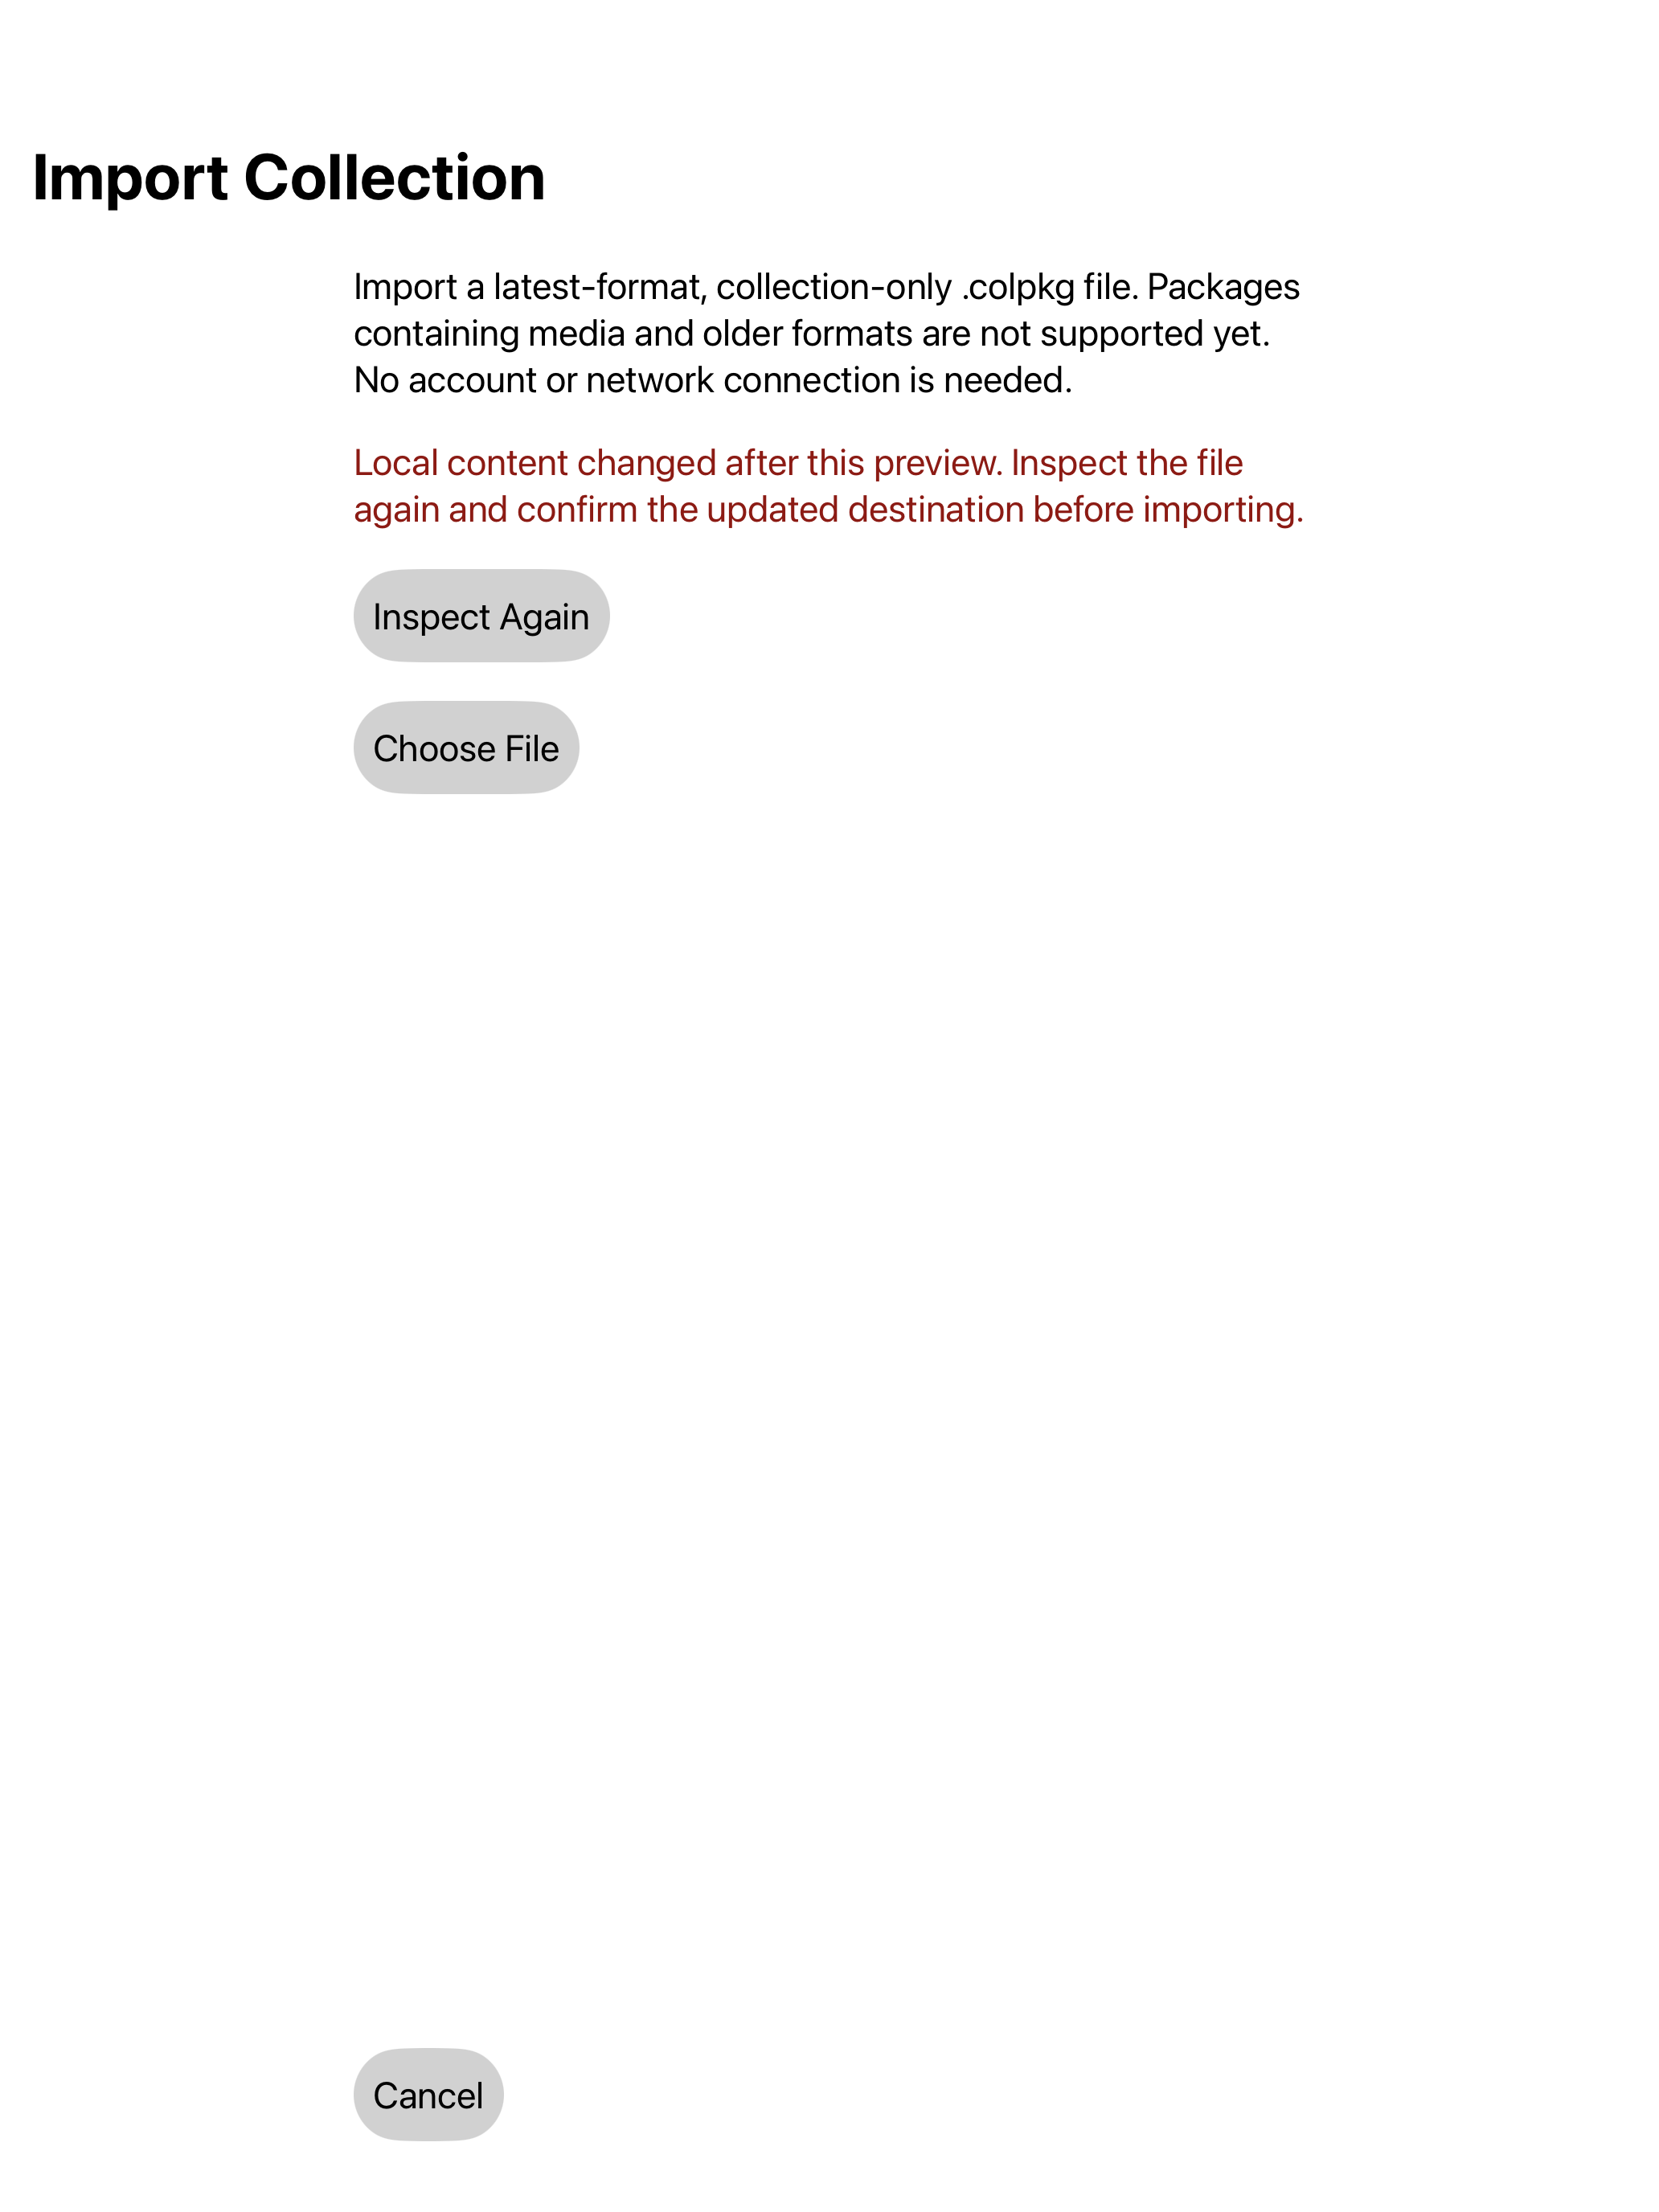 Import Collection
Import a latest-format, collection-only .colpkg file. Packages
containing media and older formats are not supported yet.
No account or network connection is needed.
Local content changed after this preview. Inspect the file
again and confirm the updated destination before importing.
Inspect Again
Choose File
Cancel